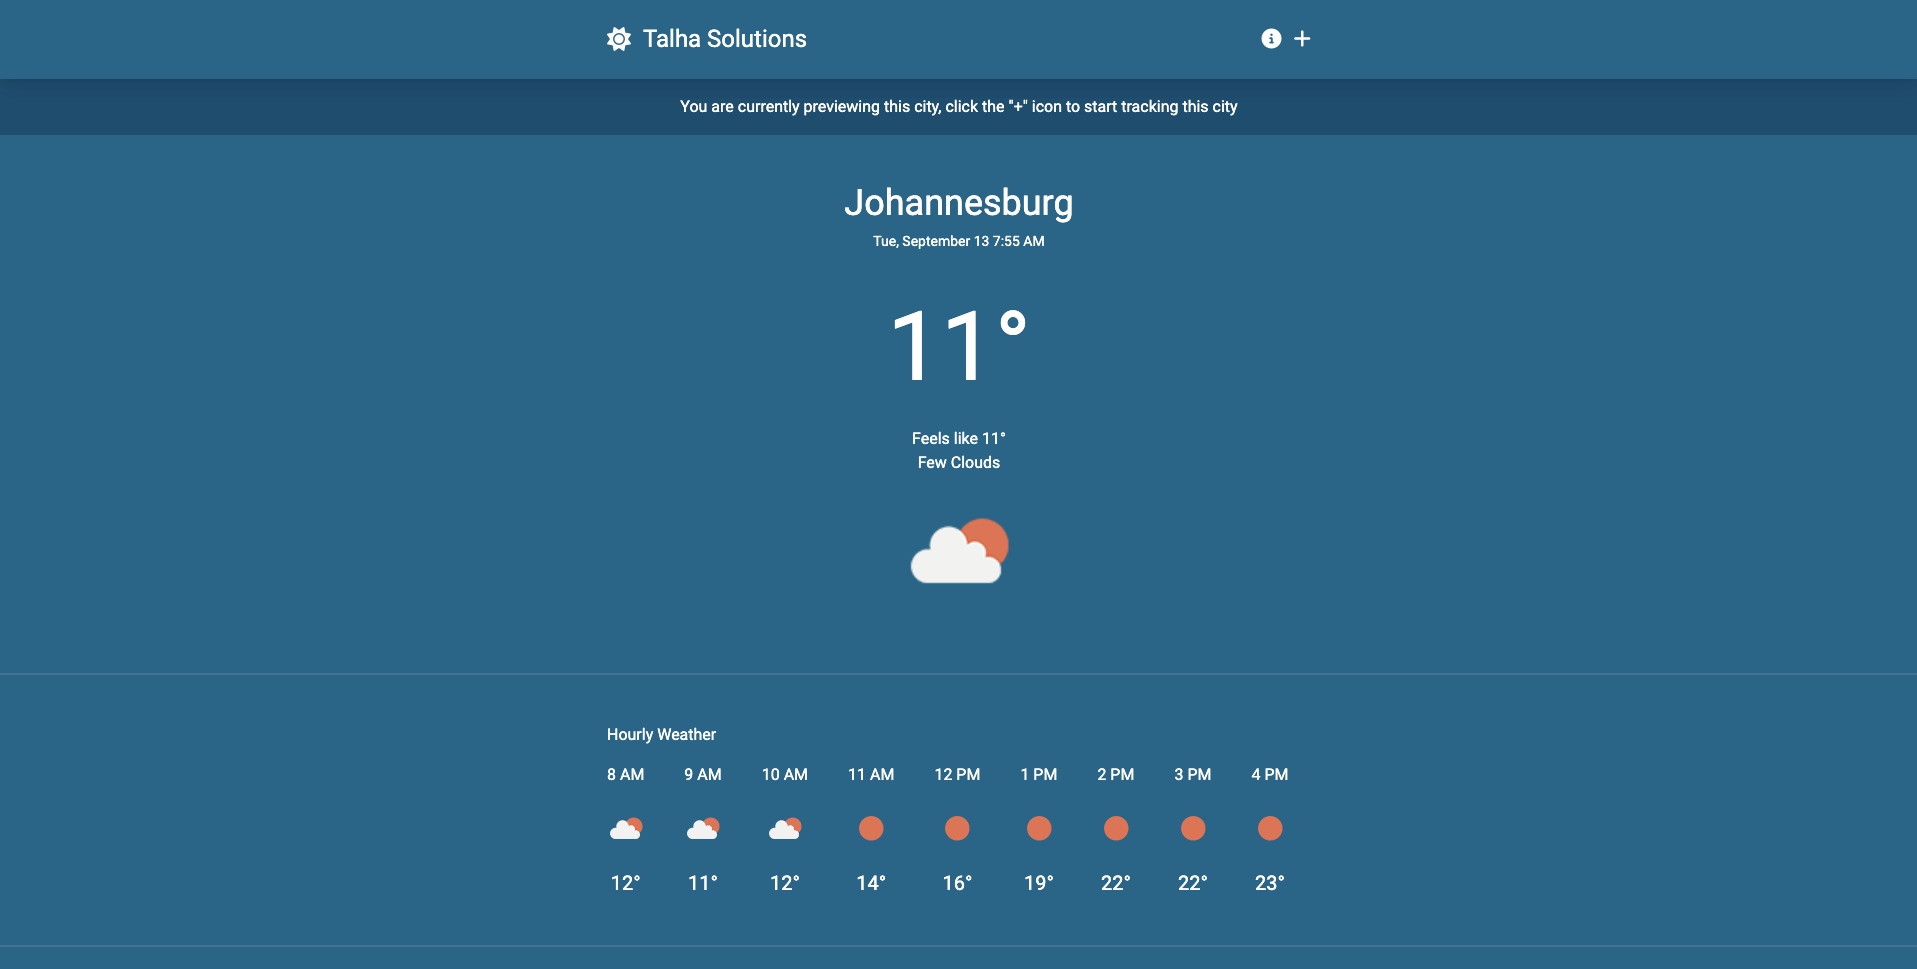 Talha Solutions
You are currently previewing this city, click the "+" icon to start tracking this city
Johannesburg
Tue, September 13 7:55 AM
11°
Feels like 11°
Few Clouds
Hourly Weather
8 AM 9 AM 10 AM 11 AM 12 PM 1 PM 2 PM 3 PM 4 PM
12° 11° 12° 14° 16° 19° 22° 22° 23°